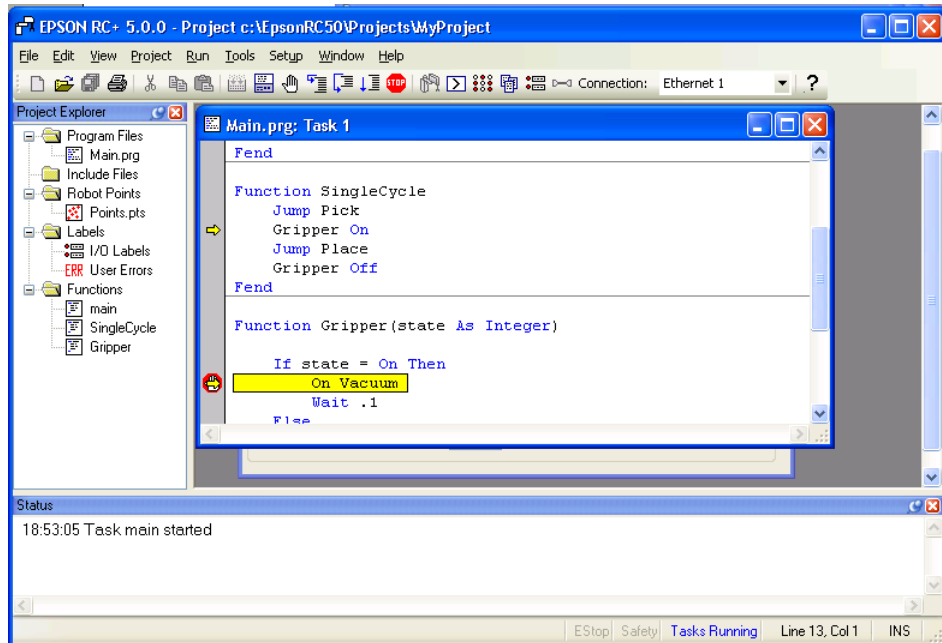 EPSON RC+ 5.0.0 - Project c:\EpsonRC50\Projects\MyProject
File Edit View Project Run Tools Setup Window Help
STOP Connection: Ethernet 1 ?
Project Explorer
Program Files
Main.prg
Include Files
Robot Points
Points.pts
Labels
I/O Labels
ERR User Errors
Functions
main
SingleCycle
Gripper
Main.prg: Task 1
Fend
Function SingleCycle
Jump Pick
Gripper On
Jump Place
Gripper Off
Fend
Function Gripper(state As Integer)
If state = On Then
On Vacuum
Wait .1
Else
Status
18:53:05 Task main started
EStop Safety Tasks Running Line 13, Col 1 INS